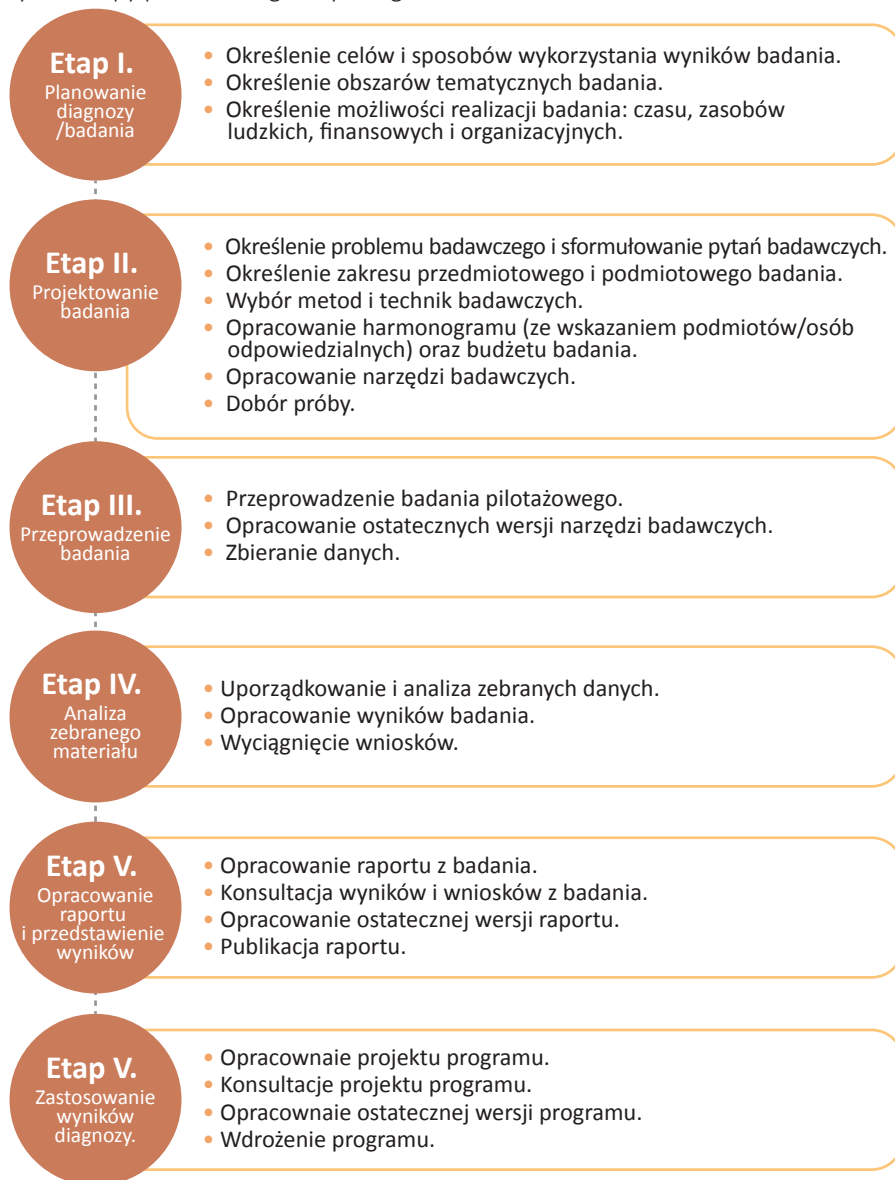 Etap I.
Planowanie
diagnozy
/badania
• Określenie celów i sposobów wykorzystania wyników badania.
• Określenie obszarów tematycznych badania.
• Określenie możliwości realizacji badania: czasu, zasobów
ludzkich, finansowych i organizacyjnych.
Etap II.
Projektowanie
badania
• Określenie problemu badawczego i sformułowanie pytań badawczych.
• Określenie zakresu przedmiotowego i podmiotowego badania.
• Wybór metod i technik badawczych.
• Opracowanie harmonogramu (ze wskazaniem podmiotów/osób
odpowiedzialnych) oraz budżetu badania.
• Opracowanie narzędzi badawczych.
• Dobór próby.
Etap III.
Przeprowadzenie
badania
• Przeprowadzenie badania pilotażowego.
• Opracowanie ostatecznych wersji narzędzi badawczych.
• Zbieranie danych.
Etap IV.
Analiza
zebranego
materiału
• Uporządkowanie i analiza zebranych danych.
• Opracowanie wyników badania.
• Wyciągnięcie wniosków.
Etap V.
Opracowanie
raportu
i przedstawienie
wyników
• Opracowanie raportu z badania.
• Konsultacja wyników i wniosków z badania.
• Opracowanie ostatecznej wersji raportu.
• Publikacja raportu.
Etap V.
Zastosowanie
wyników
diagnozy.
• Opracownaie projektu programu.
• Konsultacje projektu programu.
• Opracownaie ostatecznej wersji programu.
• Wdrożenie programu.